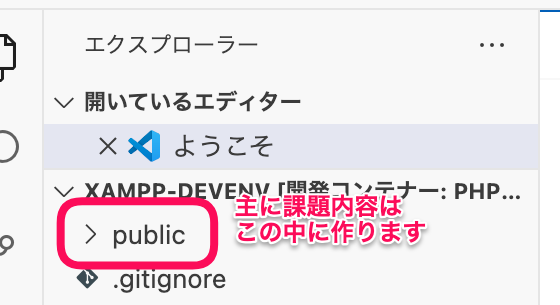 エクスプローラー
開いているエディター
ようこそ
XAMPP-DEVENV [開発コンテナー: PHP...
主に課題内容は
この中に作ります
public
.gitignore